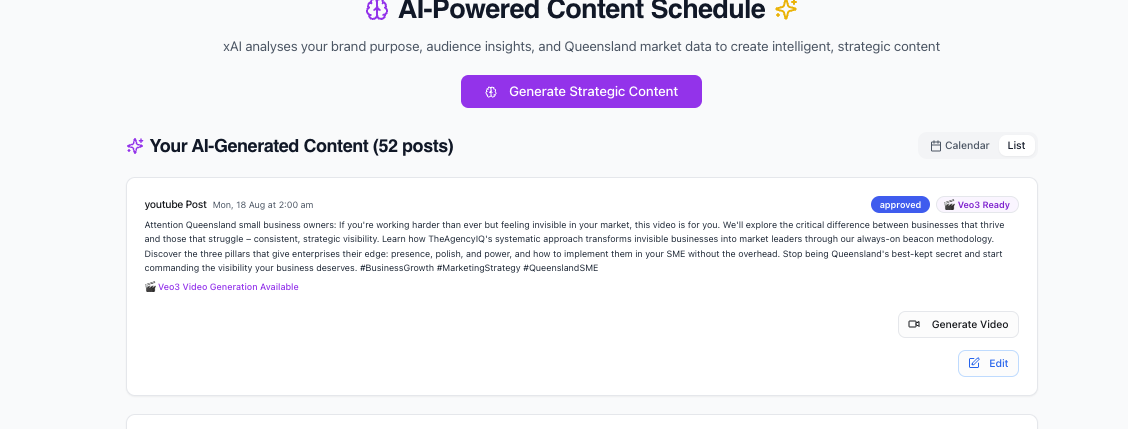 AI-Powered Content Schedule
xAI analyses your brand purpose, audience insights, and Queensland market data to create intelligent, strategic content
Generate Strategic Content
Your AI-Generated Content (52 posts)
Calendar
List
youtube Post Mon, 18 Aug at 2:00 am
approved
Veo3 Ready
Attention Queensland small business owners: If you're working harder than ever but feeling invisible in your market, this video is for you. We'll explore the critical difference between businesses that thrive
and those that struggle – consistent, strategic visibility. Learn how TheAgencyIQ's systematic approach transforms invisible businesses into market leaders through our always-on beacon methodology.
Discover the three pillars that give enterprises their edge: presence, polish, and power, and how to implement them in your SME without the overhead. Stop being Queensland's best-kept secret and start
commanding the visibility your business deserves. #BusinessGrowth #MarketingStrategy #QueenslandSME
Veo3 Video Generation Available
Generate Video
Edit